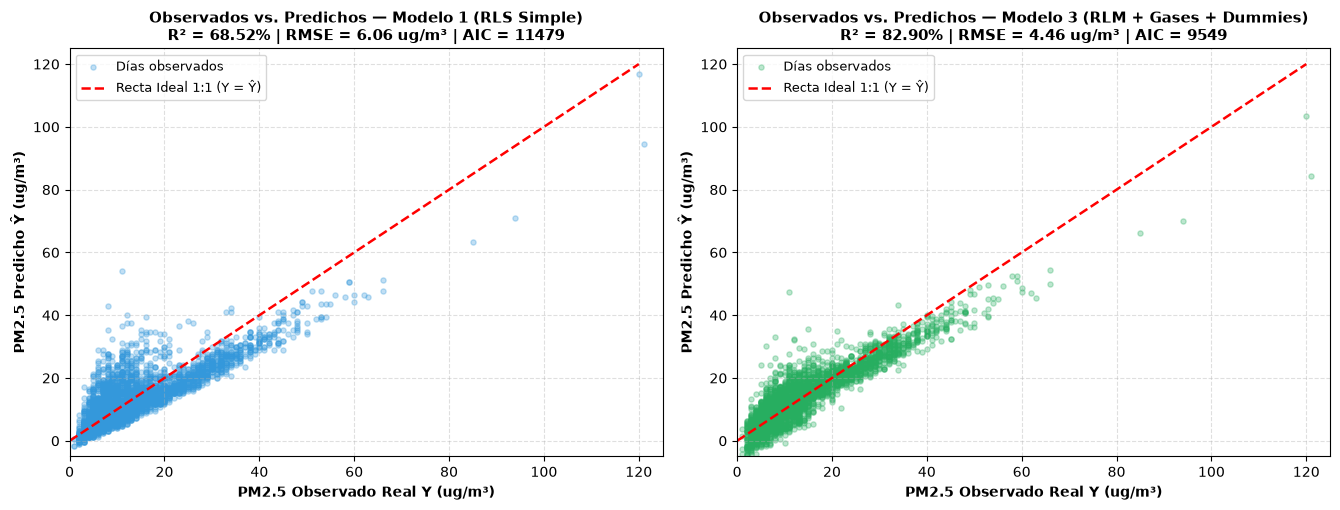 Observados vs. Predichos — Modelo 1 (RLS Simple)
R² = 68.52% | RMSE = 6.06 ug/m³ | AIC = 11479
120
100
80
60
40
20
0
PM2.5 Predicho Ŷ (ug/m³)
Días observados
Recta Ideal 1:1 (Y = Ŷ)
0
20
40
60
80
100
120
PM2.5 Observado Real Y (ug/m³)
Observados vs. Predichos — Modelo 3 (RLM + Gases + Dummies)
R² = 82.90% | RMSE = 4.46 ug/m³ | AIC = 9549
120
100
80
60
40
20
0
PM2.5 Predicho Ŷ (ug/m³)
Días observados
Recta Ideal 1:1 (Y = Ŷ)
0
20
40
60
80
100
120
PM2.5 Observado Real Y (ug/m³)